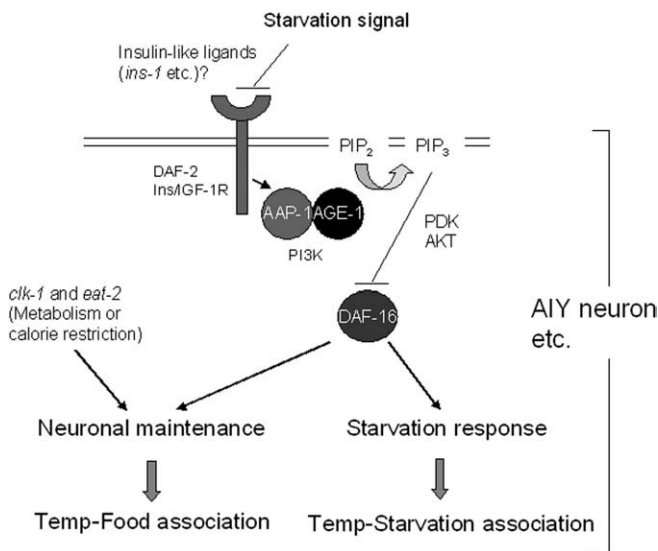 Starvation signal
Insulin-like ligands
(ins-1 etc.)?
PIP2
PIP3
DAF-2
Ins/IGF-1R
AAP-1
AGE-1
PI3K
PDK
AKT
clk-1 and eat-2
(Metabolism or
calorie restriction)
DAF-16
AIY neuron
etc.
Neuronal maintenance
Starvation response
Temp-Food association
Temp-Starvation association